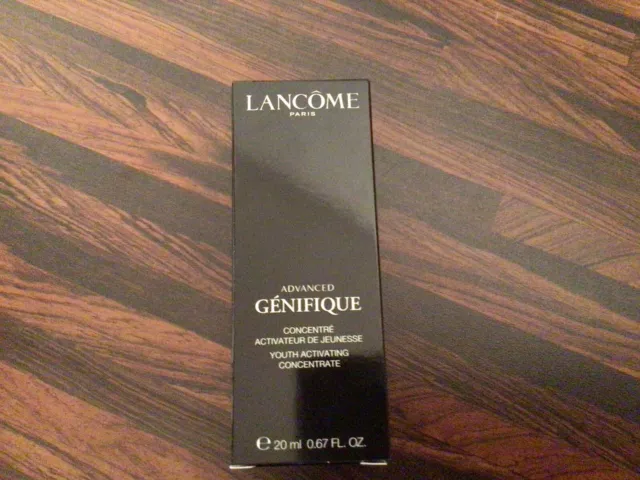 LANCÔME
PARIS
ADVANCED
GÉNIFIQUE
CONCENTRÉ
ACTIVATEUR DE JEUNESSE
YOUTH ACTIVATING
CONCENTRATE
℮ 20 ml 0.67 FL. OZ.